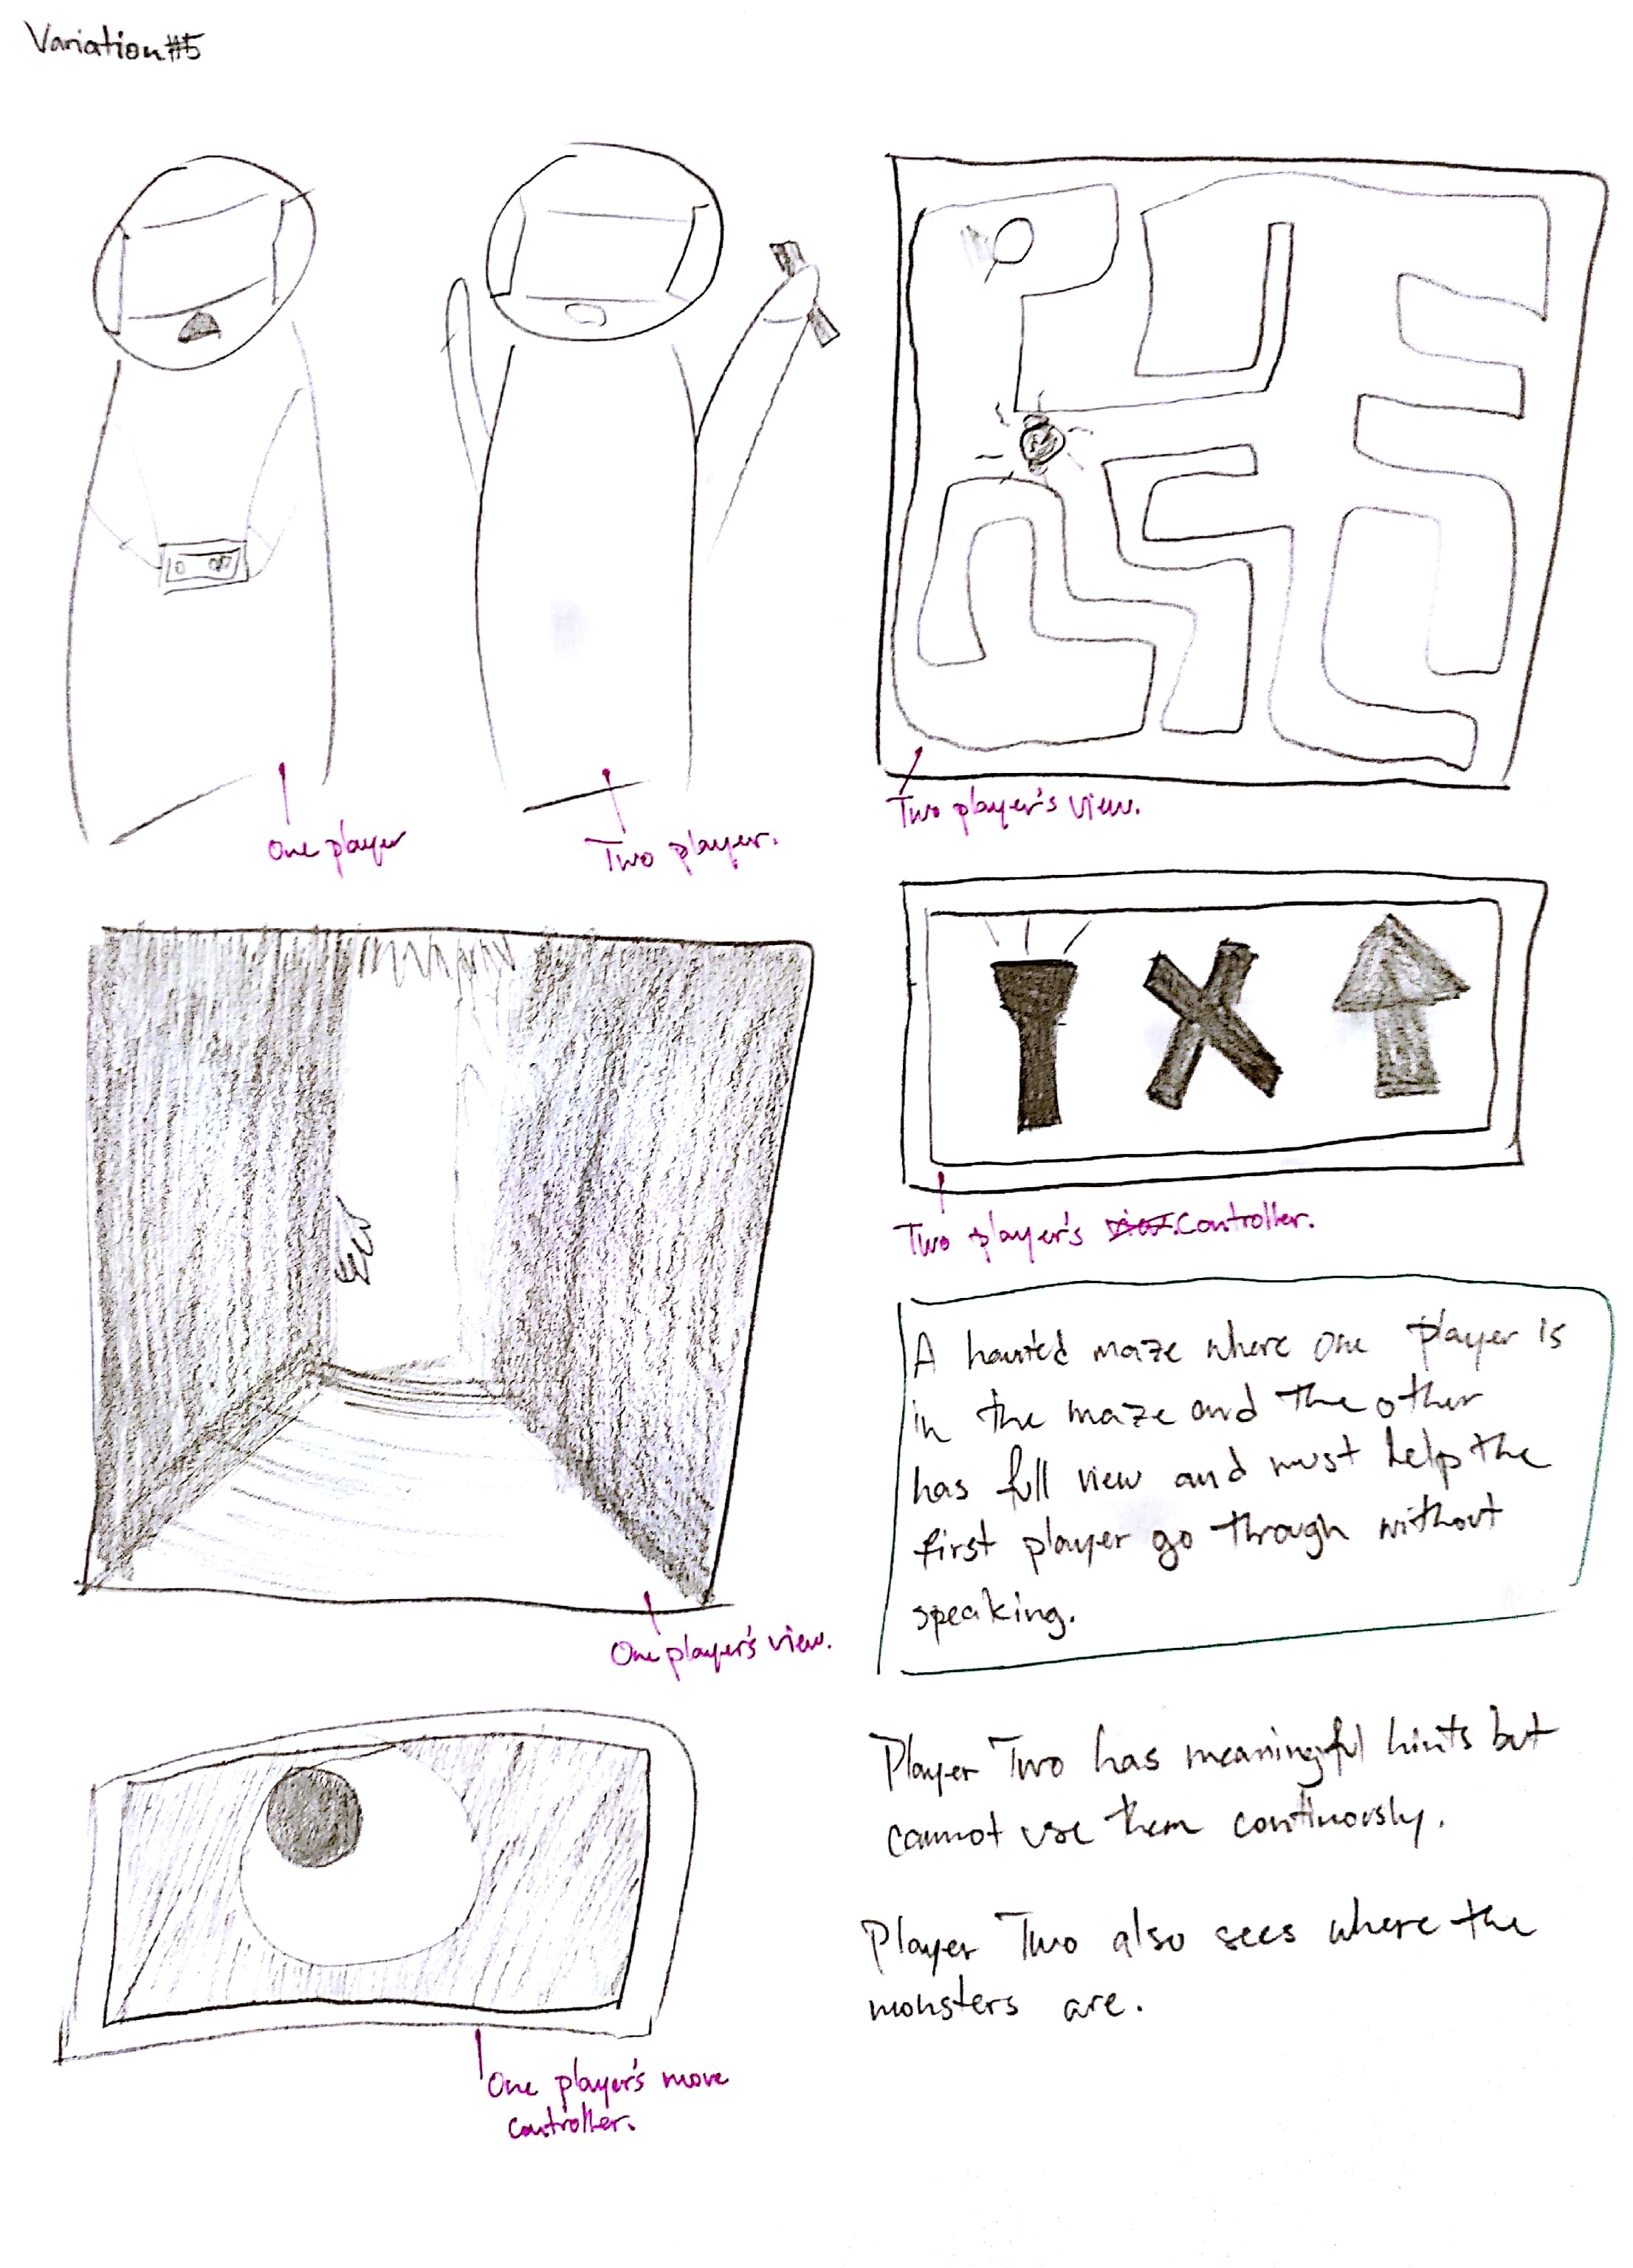 Variation #5
One player
Two player.
Two player's view.
Two player's controller.
One player's view.
A haunted maze where one player is
in the maze and the other
has full view and must help the
first player go through without
speaking.
One player's move
controller.
Player Two has meaningful hints but
cannot use them continuously.
Player Two also sees where the
monsters are.